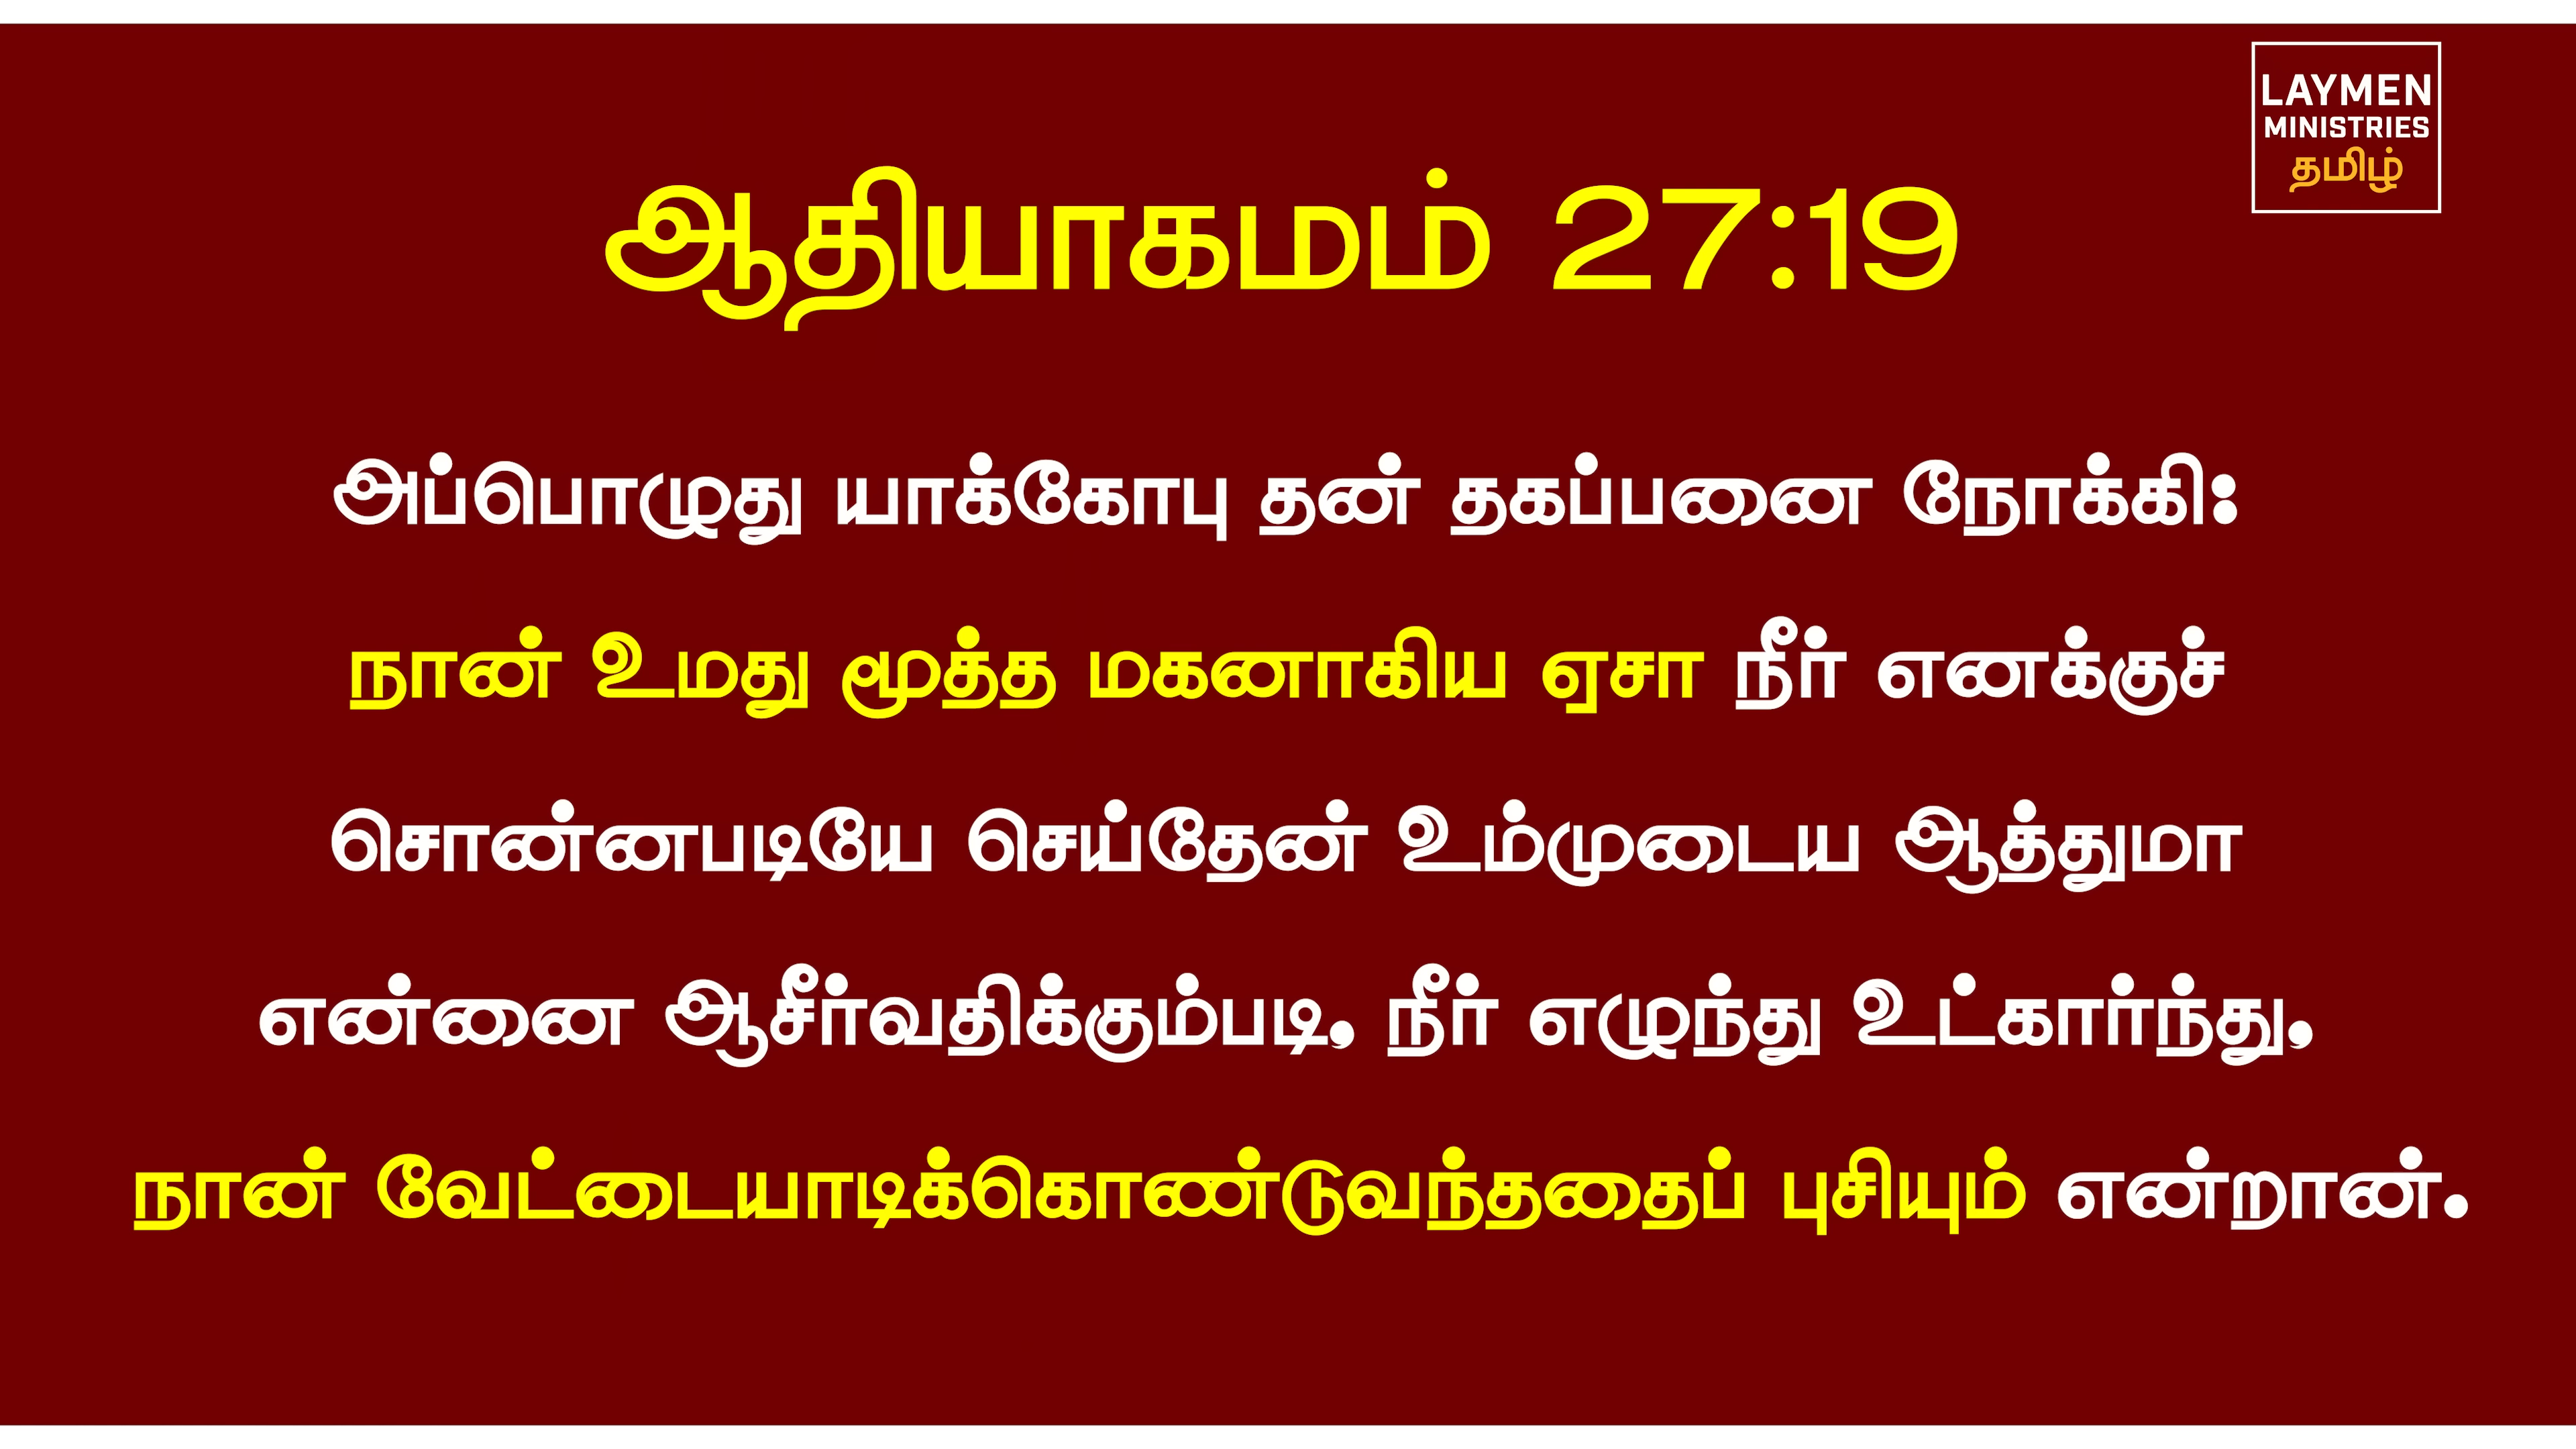 LAYMEN
MINISTRIES
தமிழ்
ஆதியாகமம் 27:19
அப்பொழுது யாக்கோபு தன் தகப்பனை நோக்கி:
நான் உமது மூத்த மகனாகிய ஏசா நீர் எனக்குச்
சொன்னபடியே செய்தேன் உம்முடைய ஆத்துமா
என்னை ஆசீர்வதிக்கும்படி, நீர் எழுந்து உட்கார்ந்து,
நான் வேட்டையாடிக்கொண்டுவந்ததைப் புசியும் என்றான்.